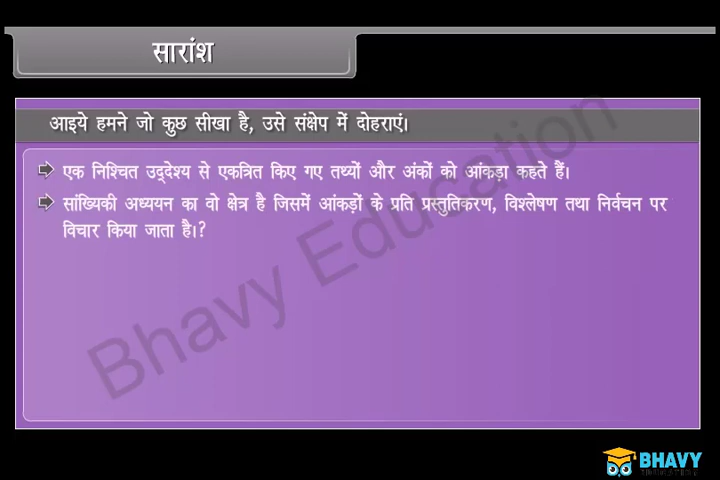 सारांश
आइये हमने जो कुछ सीखा है, उसे संक्षेप में दोहराएं।
एक निश्चित उद्देश्य से एकत्रित किए गए तथ्यों और अंकों को आंकड़ा कहते हैं।
सांख्यिकी अध्ययन का वो क्षेत्र है जिसमें आंकड़ों के प्रति प्रस्तुतिकरण, विश्लेषण तथा निर्वचन पर
विचार किया जाता है।?
Bhavy Education
BHAVY
EDUCATION